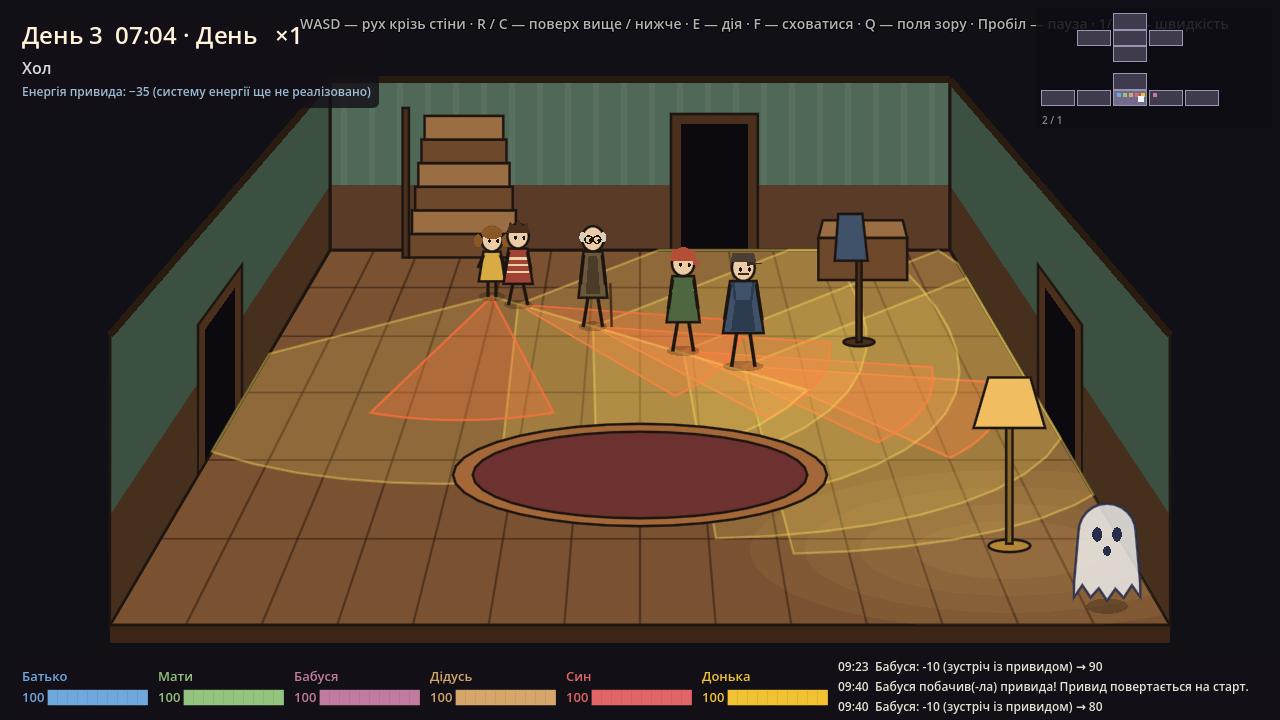 День 3  07:04 · День  ×1
WASD — рух крізь стіни · R / C — поверх вище / нижче · E — дія · F — сховатися · Q — поля зору · Пробіл — пауза · 1/ — швидкість
Хол
Енергія привида: −35 (систему енергії ще не реалізовано)
2 / 1
Батько
100
Мати
100
Бабуся
100
Дідусь
100
Син
100
Донька
100
09:23  Бабуся: -10 (зустріч із привидом) → 90
09:40  Бабуся побачив(-ла) привида! Привид повертається на старт.
09:40  Бабуся: -10 (зустріч із привидом) → 80